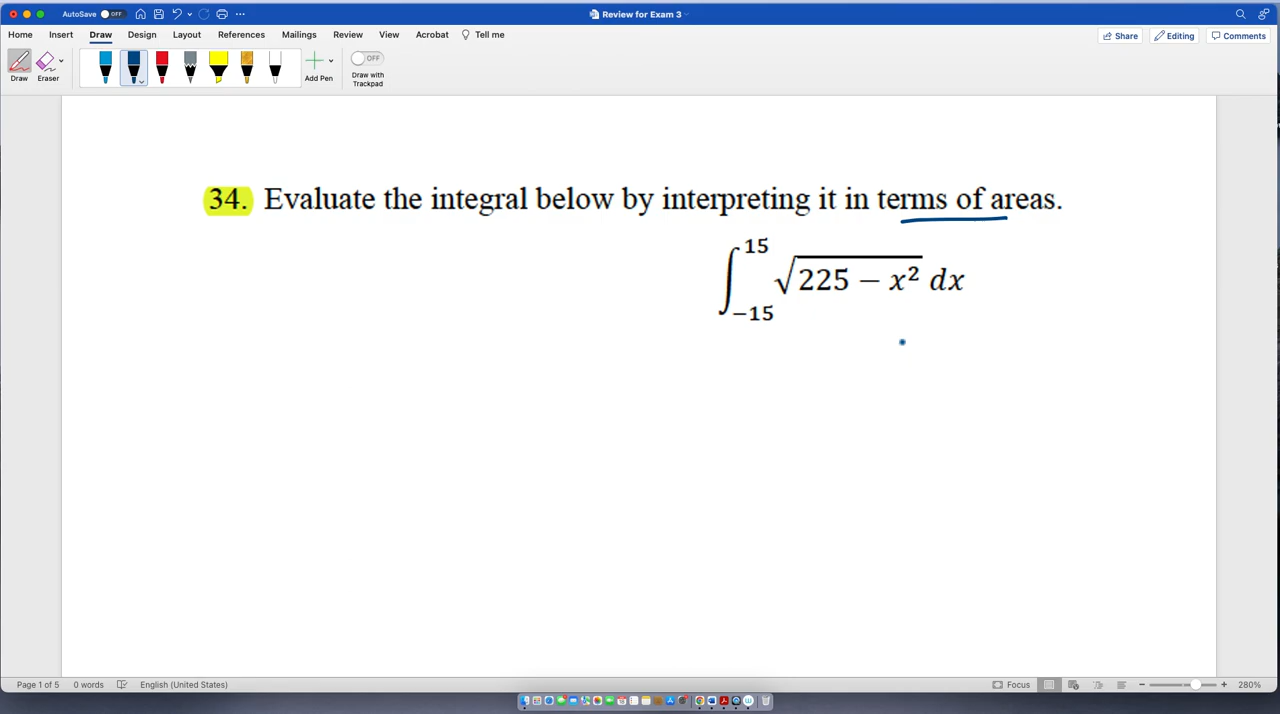 AutoSave OFF
Review for Exam 3
Home Insert Draw Design Layout References Mailings Review View Acrobat Tell me
Share Editing Comments
OFF
Draw Eraser Add Pen Draw with Trackpad
34. Evaluate the integral below by interpreting it in terms of areas.
∫_{−15}^{15} √(225 − x²) dx
Page 1 of 5 0 words English (United States) Focus − + 280%